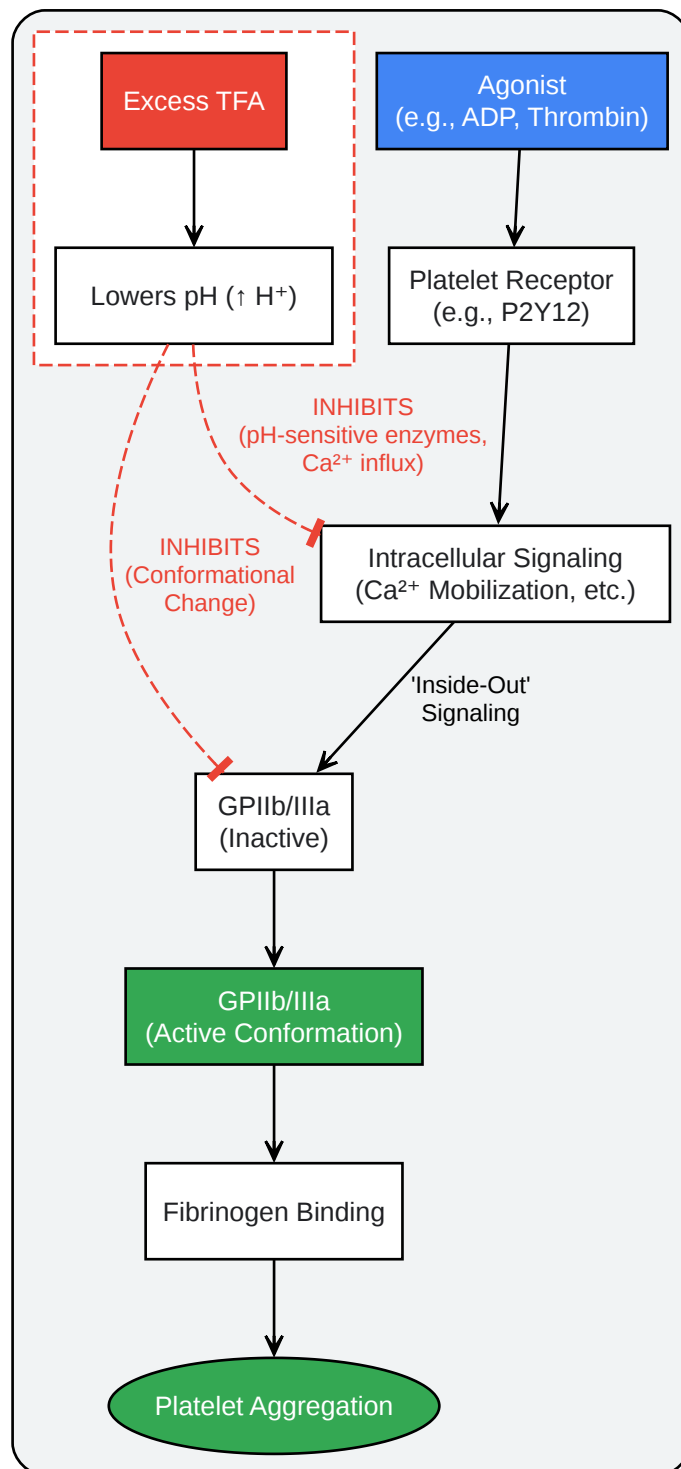 Excess TFA
Agonist
(e.g., ADP, Thrombin)
Lowers pH (↑ H⁺)
Platelet Receptor
(e.g., P2Y12)
INHIBITS
(pH-sensitive enzymes,
Ca²⁺ influx)
INHIBITS
(Conformational
Change)
Intracellular Signaling
(Ca²⁺ Mobilization, etc.)
'Inside-Out'
Signaling
GPIIb/IIIa
(Inactive)
GPIIb/IIIa
(Active Conformation)
Fibrinogen Binding
Platelet Aggregation